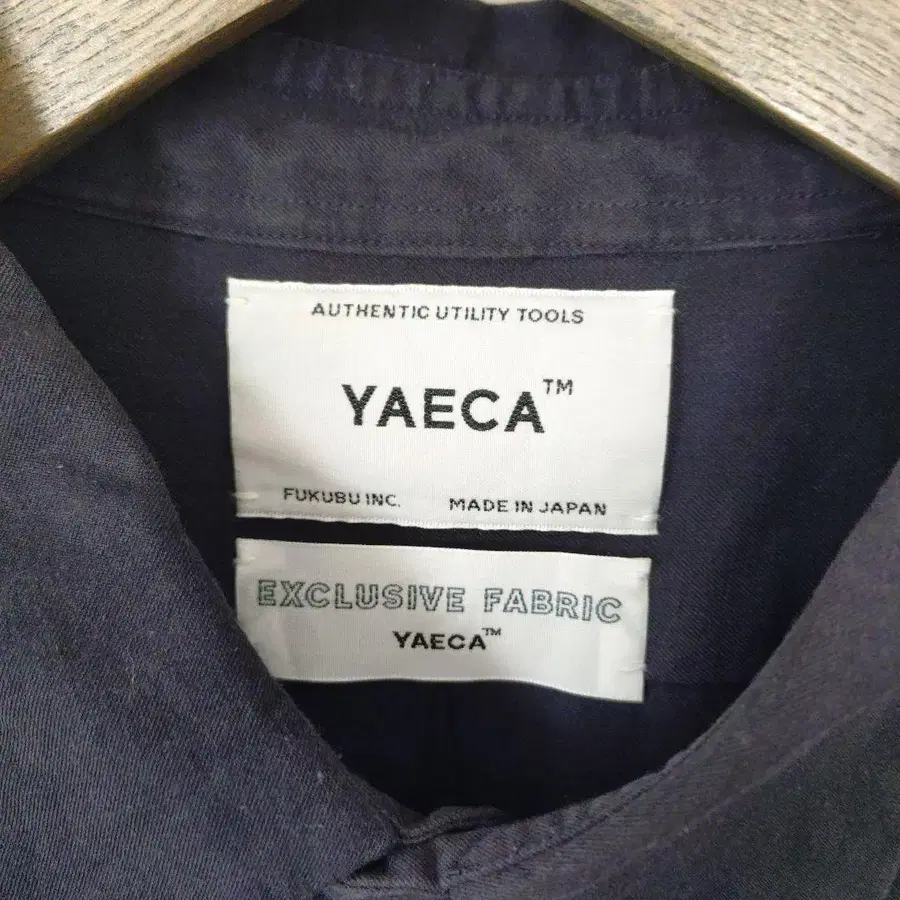 AUTHENTIC UTILITY TOOLS
YAECA™
FUKUBU INC. MADE IN JAPAN
EXCLUSIVE FABRIC
YAECA™